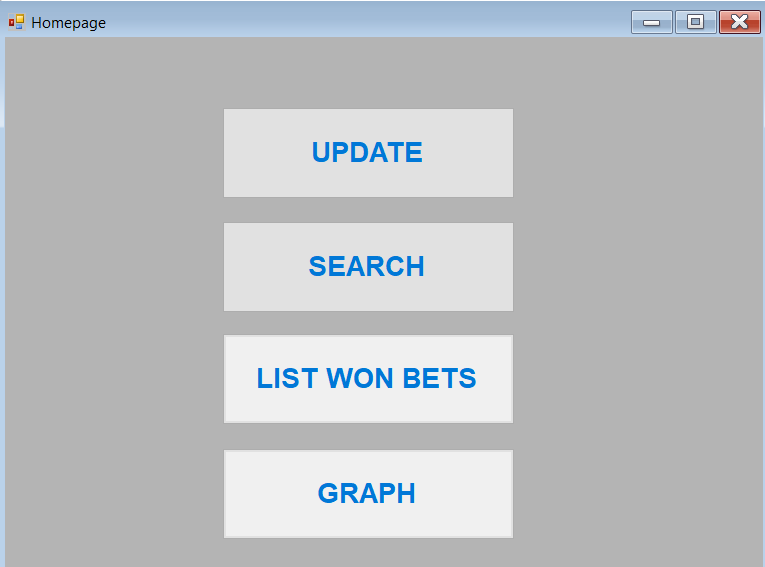 Homepage
UPDATE
SEARCH
LIST WON BETS
GRAPH